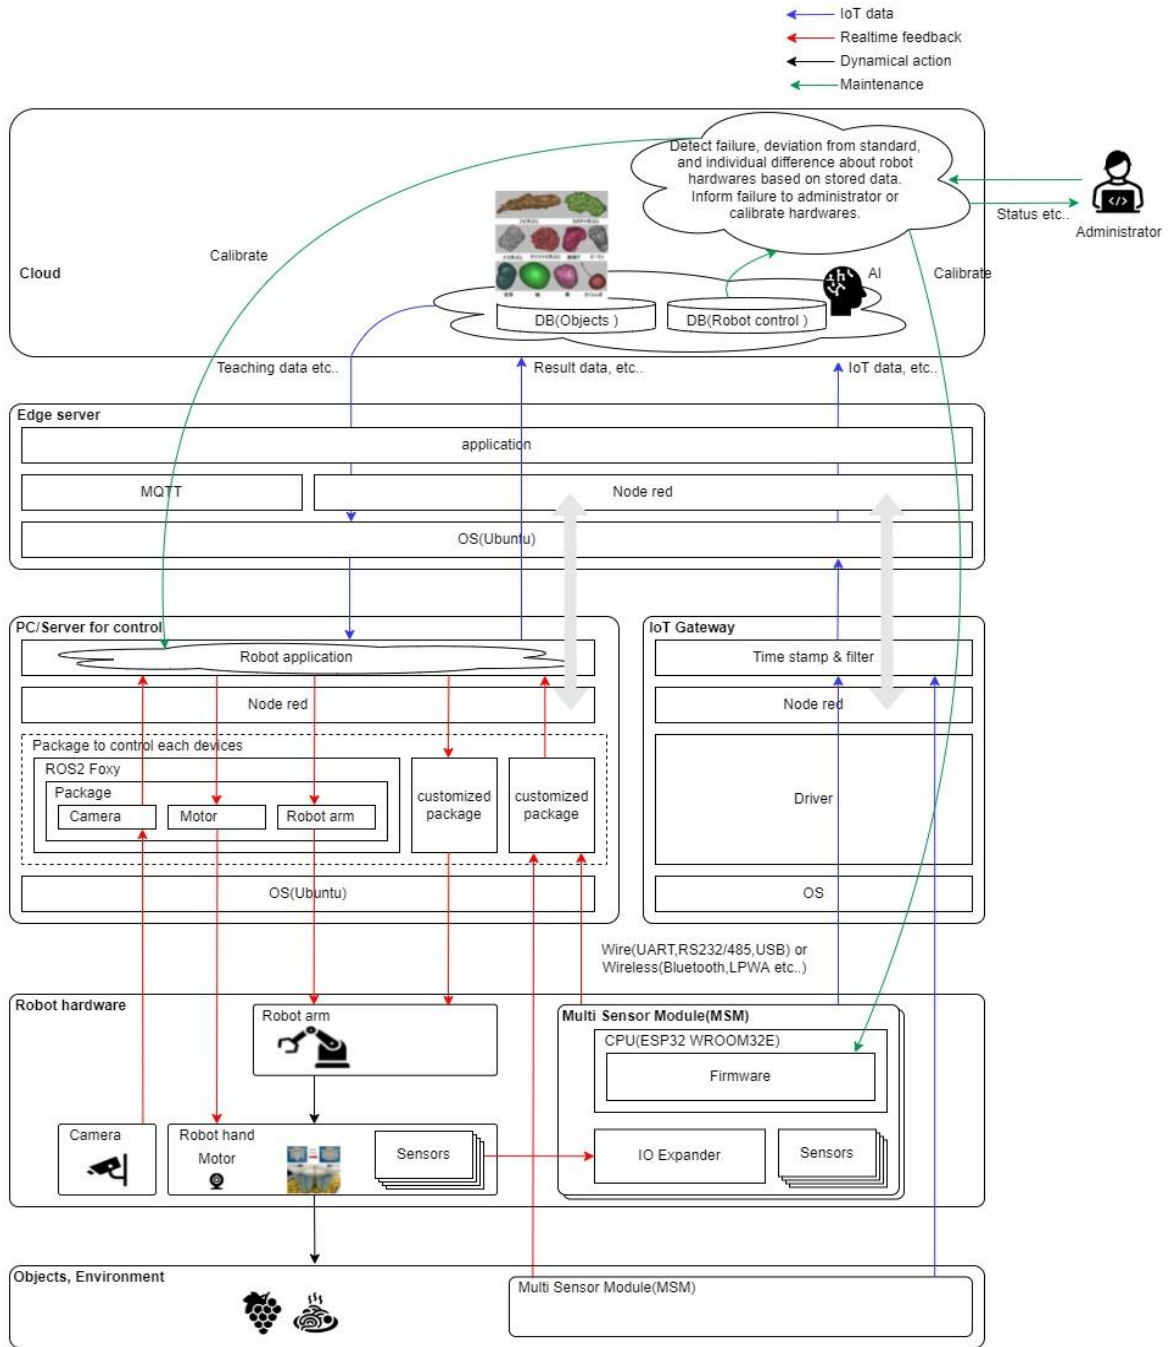 IoT data
Realtime feedback
Dynamical action
Maintenance
Detect failure, deviation from standard,
and individual difference about robot
hardwares based on stored data.
Inform failure to administrator or
calibrate hardwares.
Status etc..
Administrator
Calibrate
Calibrate
Cloud
AI
DB(Objects )
DB(Robot control )
Teaching data etc..
Result data, etc..
IoT data, etc..
Edge server
application
MQTT
Node red
OS(Ubuntu)
PC/Server for control
Robot application
Node red
Package to control each devices
ROS2 Foxy
Package
Camera
Motor
Robot arm
customized
package
customized
package
OS(Ubuntu)
IoT Gateway
Time stamp & filter
Node red
Driver
OS
Wire(UART,RS232/485,USB) or
Wireless(Bluetooth,LPWA etc..)
Robot hardware
Robot arm
Camera
Robot hand
Motor
Sensors
Multi Sensor Module(MSM)
CPU(ESP32 WROOM32E)
Firmware
IO Expander
Sensors
Objects, Environment
Multi Sensor Module(MSM)